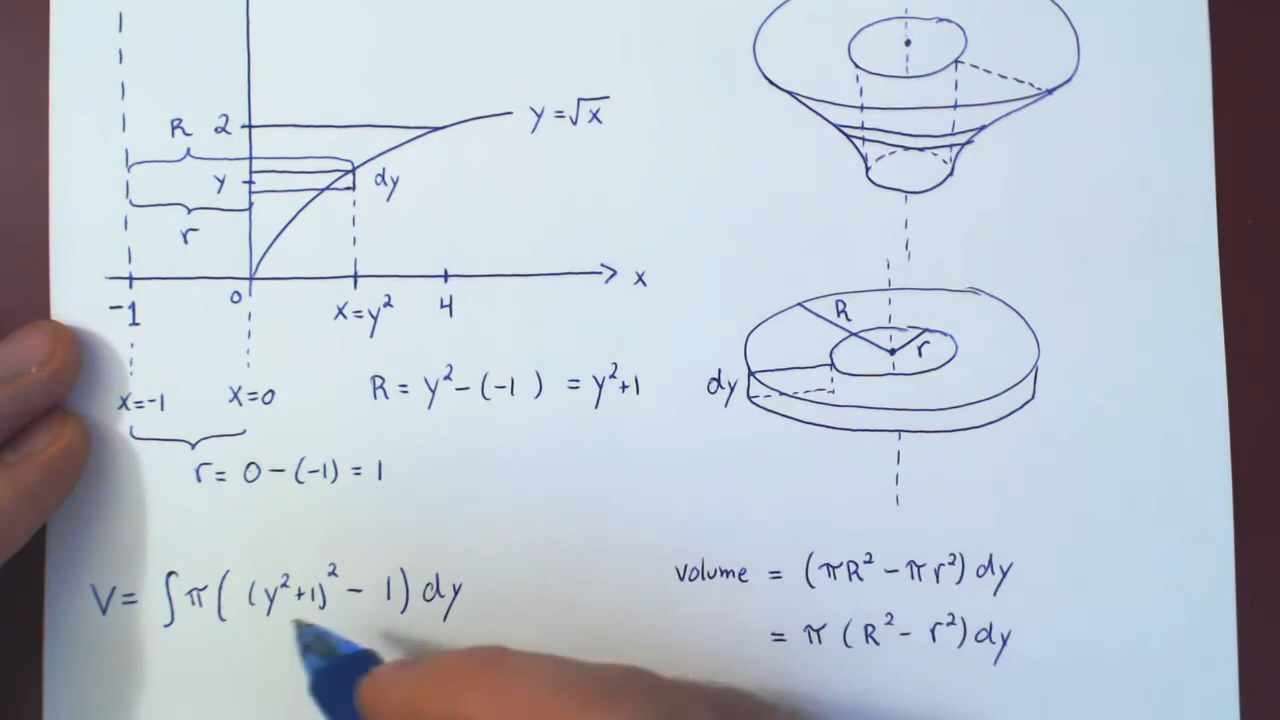 R 2
y = √x
y
dy
r
-1
0
x = y²
4
x
x = -1
x = 0
R = y² - (-1) = y² + 1
r = 0 - (-1) = 1
V = ∫ π ( (y² + 1)² - 1 ) dy
R
r
dy
volume = (πR² - πr²) dy
= π (R² - r²) dy